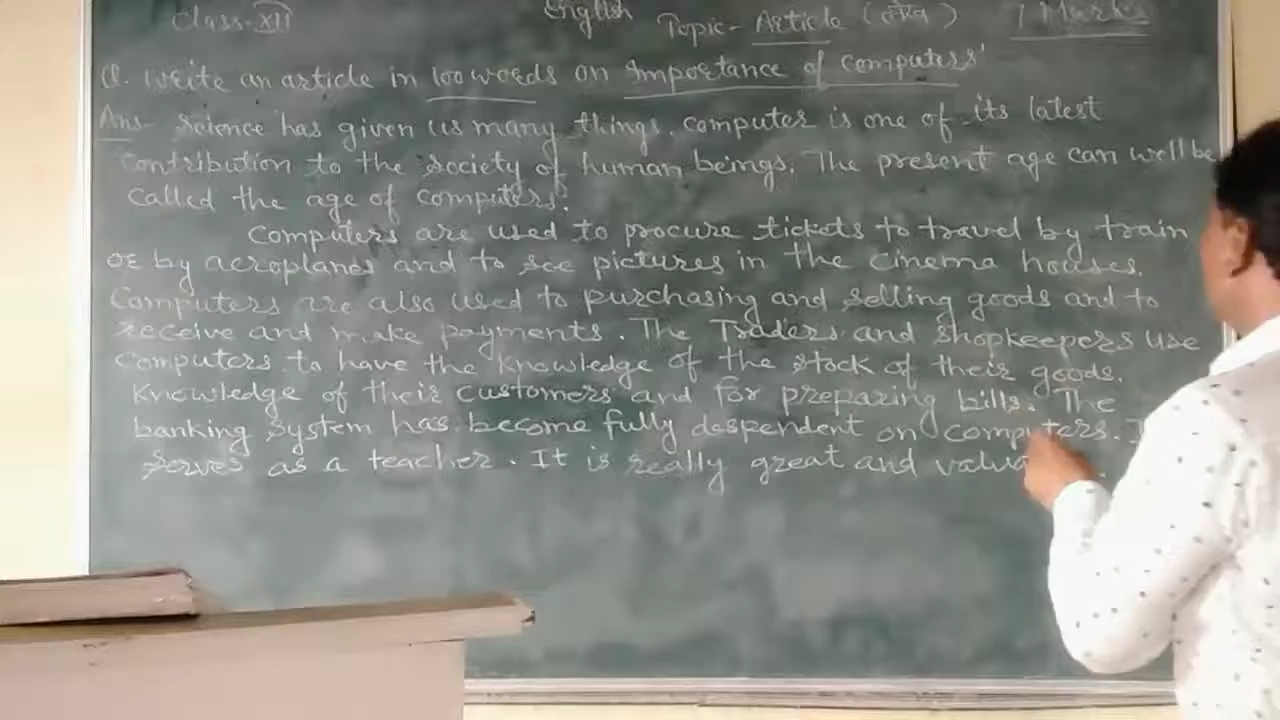 Class-XII English Topic- Article (लेख) 7 Marks
Q. Write an article in 100 words on 'Importance of computers'
Ans- Science has given us many things. Computer is one of its latest
contribution to the society of human beings. The present age can well be
called the age of computers.
Computers are used to procure tickets to travel by train
or by aeroplanes and to see pictures in the cinema houses.
Computers are also used to purchasing and selling goods and to
receive and make payments. The Traders and shopkeepers use
computers to have the knowledge of the stock of their goods.
Knowledge of their customers and for preparing bills. The
banking system has become fully despendent on computers.
serves as a teacher. It is really great and